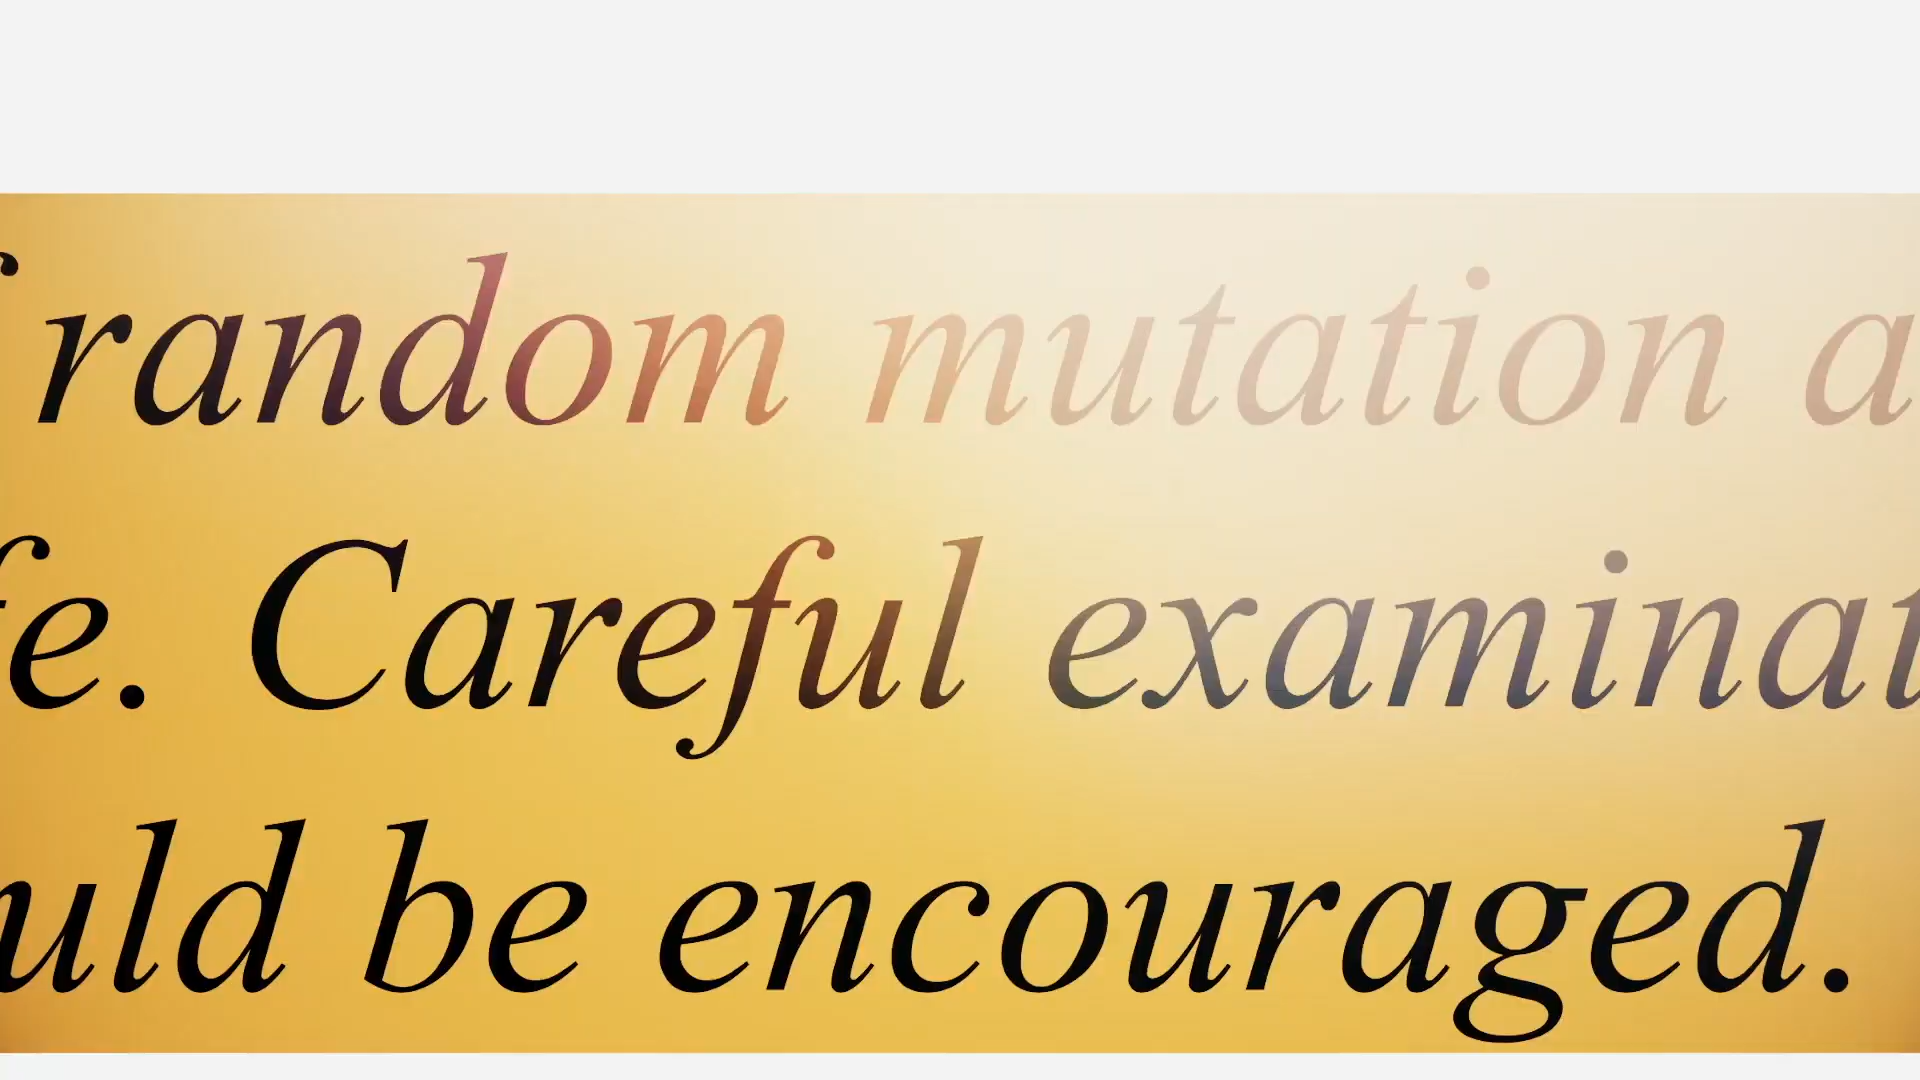 f random mutation a
fe. Careful examinat
uld be encouraged.